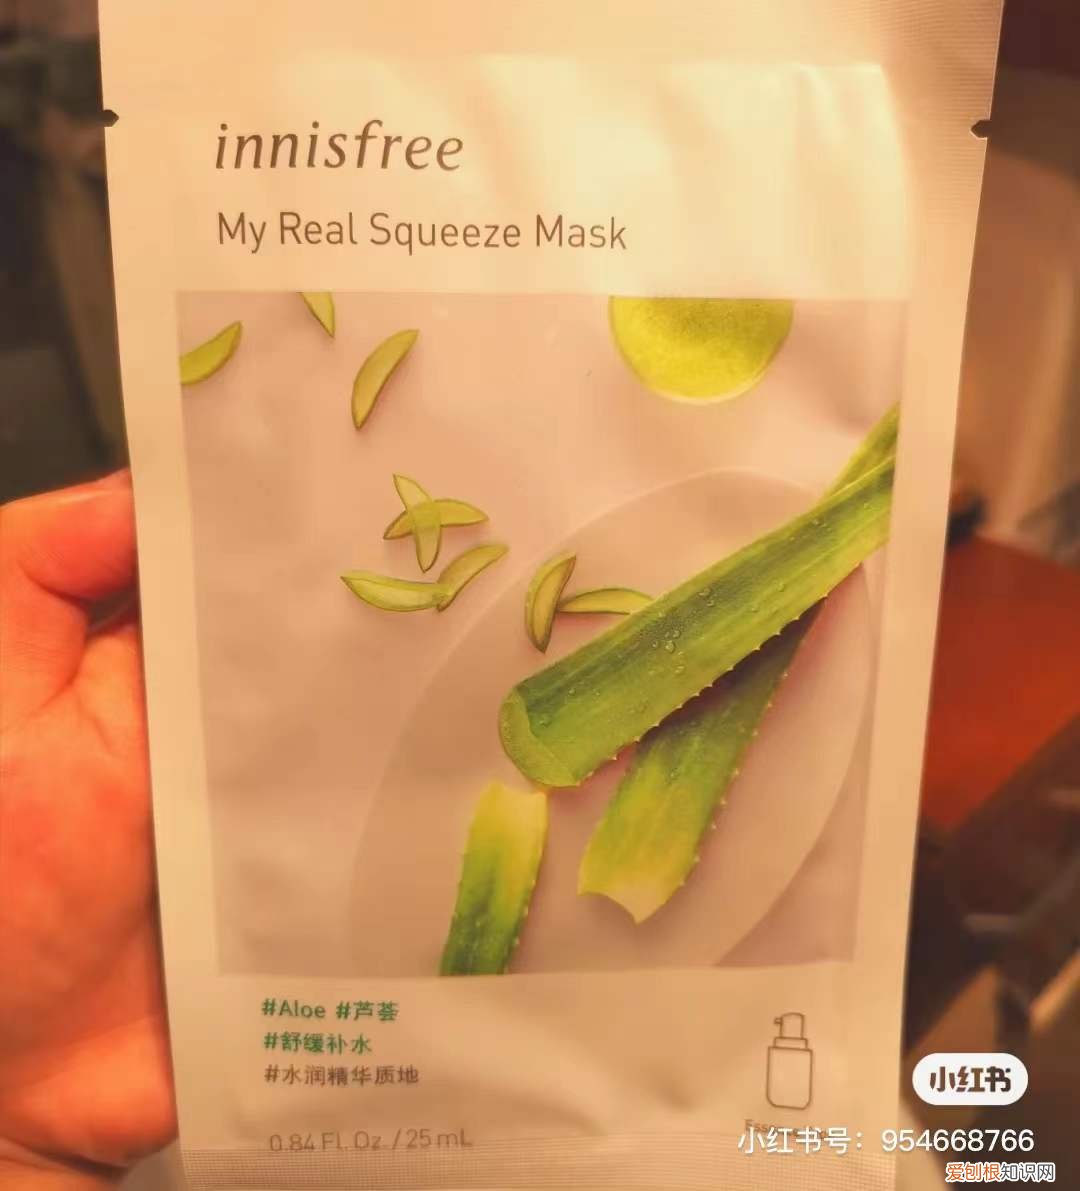 innisfree
My Real Squeeze Mask
#Aloe #芦荟
#舒缓补水
#水润精华质地
0.84 Fl. Oz. / 25 mL
小红书
小红书号：954668766
爱刨根知识网